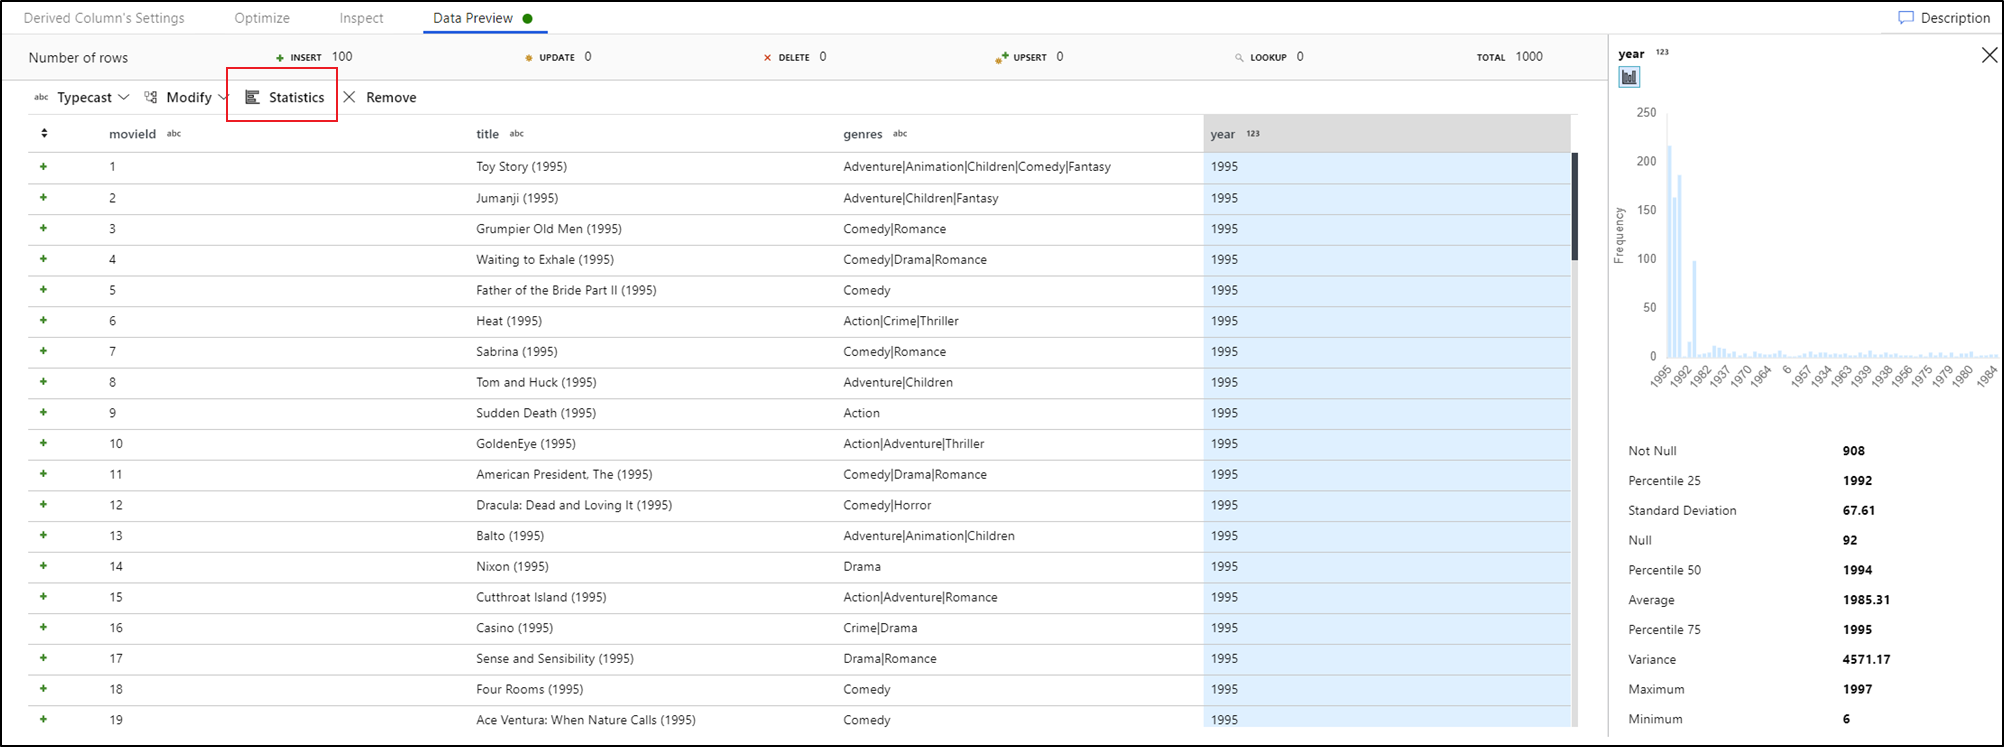 Derived Column's Settings Optimize Inspect Data Preview Description
Number of rows INSERT 100 UPDATE 0 DELETE 0 UPSERT 0 LOOKUP 0 TOTAL 1000
abc Typecast Modify Statistics Remove
movieId abc title abc genres abc year 123
1 Toy Story (1995) Adventure|Animation|Children|Comedy|Fantasy 1995
2 Jumanji (1995) Adventure|Children|Fantasy 1995
3 Grumpier Old Men (1995) Comedy|Romance 1995
4 Waiting to Exhale (1995) Comedy|Drama|Romance 1995
5 Father of the Bride Part II (1995) Comedy 1995
6 Heat (1995) Action|Crime|Thriller 1995
7 Sabrina (1995) Comedy|Romance 1995
8 Tom and Huck (1995) Adventure|Children 1995
9 Sudden Death (1995) Action 1995
10 GoldenEye (1995) Action|Adventure|Thriller 1995
11 American President, The (1995) Comedy|Drama|Romance 1995
12 Dracula: Dead and Loving It (1995) Comedy|Horror 1995
13 Balto (1995) Adventure|Animation|Children 1995
14 Nixon (1995) Drama 1995
15 Cutthroat Island (1995) Action|Adventure|Romance 1995
16 Casino (1995) Crime|Drama 1995
17 Sense and Sensibility (1995) Drama|Romance 1995
18 Four Rooms (1995) Comedy 1995
19 Ace Ventura: When Nature Calls (1995) Comedy 1995
year 123
250
200
150
100
50
0
Frequency
1995 1992 1982 1937 1970 1964 6 1957 1934 1963 1939 1938 1956 1975 1979 1980 1984
Not Null 908
Percentile 25 1992
Standard Deviation 67.61
Null 92
Percentile 50 1994
Average 1985.31
Percentile 75 1995
Variance 4571.17
Maximum 1997
Minimum 6